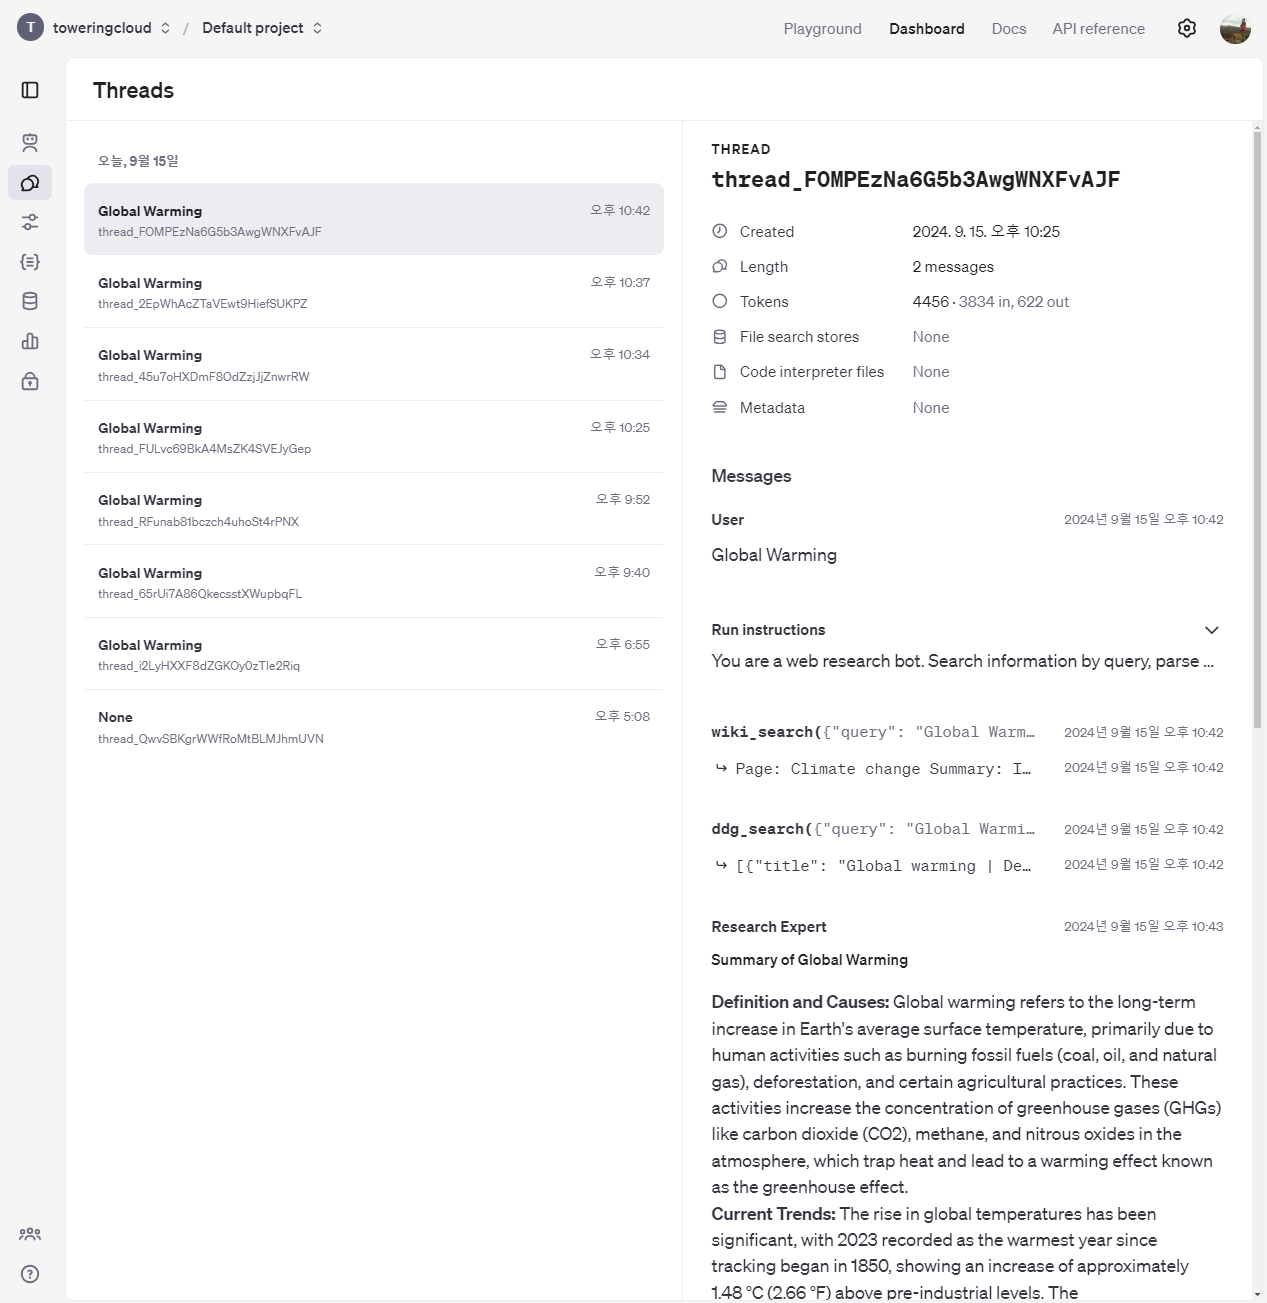 T toweringcloud / Default project
Playground Dashboard Docs API reference
Threads
오늘, 9월 15일
Global Warming 오후 10:42
thread_FOMPEzNa6G5b3AwgWNXFvAJF
Global Warming 오후 10:37
thread_2EpWhAcZTaVEwt9HiefSUKPZ
Global Warming 오후 10:34
thread_45u7oHXDmF8OdZzjJjZnwrRW
Global Warming 오후 10:25
thread_FULvc69BkA4MsZK4SVEJyGep
Global Warming 오후 9:52
thread_RFunab81bczch4uhoSt4rPNX
Global Warming 오후 9:40
thread_65rUi7A86QkecsstXWupbqFL
Global Warming 오후 6:55
thread_i2LyHXXF8dZGKOy0zTle2Riq
None 오후 5:08
thread_QwvSBKgrWWfRoMtBLMJhmUVN
THREAD
thread_FOMPEzNa6G5b3AwgWNXFvAJF
Created 2024. 9. 15. 오후 10:25
Length 2 messages
Tokens 4456 · 3834 in, 622 out
File search stores None
Code interpreter files None
Metadata None
Messages
User 2024년 9월 15일 오후 10:42
Global Warming
Run instructions
You are a web research bot. Search information by query, parse ...
wiki_search({"query": "Global Warm… 2024년 9월 15일 오후 10:42
↪ Page: Climate change Summary: I… 2024년 9월 15일 오후 10:42
ddg_search({"query": "Global Warmi… 2024년 9월 15일 오후 10:42
↪ [{"title": "Global warming | De… 2024년 9월 15일 오후 10:42
Research Expert 2024년 9월 15일 오후 10:43
Summary of Global Warming
Definition and Causes: Global warming refers to the long-term
increase in Earth's average surface temperature, primarily due to
human activities such as burning fossil fuels (coal, oil, and natural
gas), deforestation, and certain agricultural practices. These
activities increase the concentration of greenhouse gases (GHGs)
like carbon dioxide (CO2), methane, and nitrous oxides in the
atmosphere, which trap heat and lead to a warming effect known
as the greenhouse effect.
Current Trends: The rise in global temperatures has been
significant, with 2023 recorded as the warmest year since
tracking began in 1850, showing an increase of approximately
1.48 °C (2.66 °F) above pre-industrial levels. The